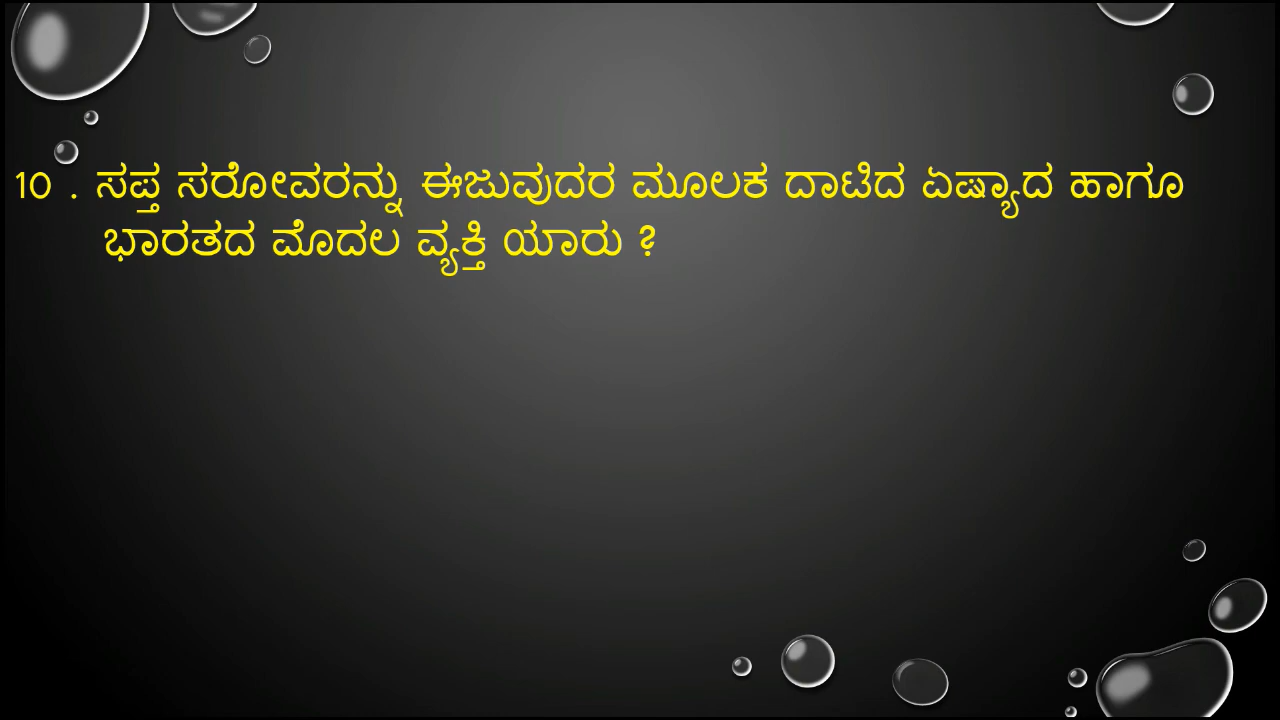 10 . ಸಪ್ತ ಸರೋವರನ್ನು ಈಜುವುದರ ಮೂಲಕ ದಾಟಿದ ಏಷ್ಯಾದ ಹಾಗೂ
ಭಾರತದ ಮೊದಲ ವ್ಯಕ್ತಿ ಯಾರು ?